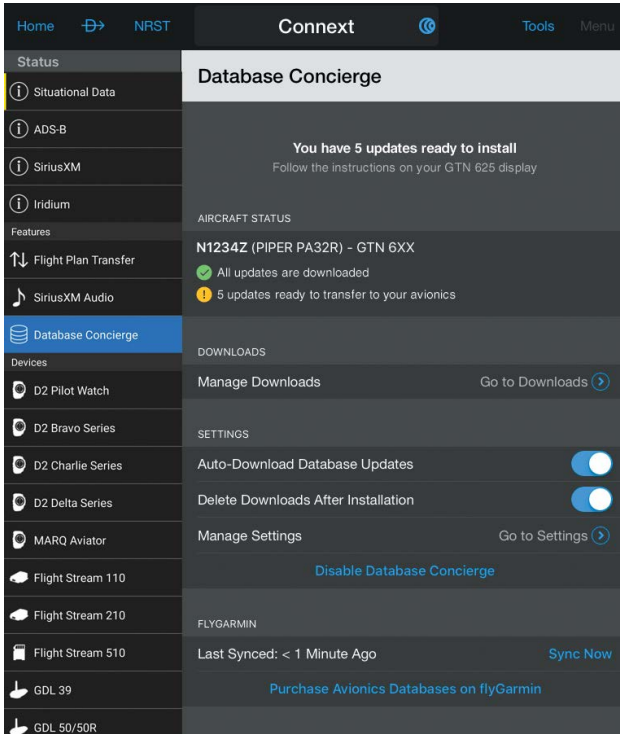 Home
NRST
Connext
Tools
Menu
Status
Situational Data
ADS-B
SiriusXM
Iridium
Features
Flight Plan Transfer
SiriusXM Audio
Database Concierge
Devices
D2 Pilot Watch
D2 Bravo Series
D2 Charlie Series
D2 Delta Series
MARQ Aviator
Flight Stream 110
Flight Stream 210
Flight Stream 510
GDL 39
GDL 50/50R
Database Concierge
You have 5 updates ready to install
Follow the instructions on your GTN 625 display
AIRCRAFT STATUS
N1234Z (PIPER PA32R) - GTN 6XX
All updates are downloaded
5 updates ready to transfer to your avionics
DOWNLOADS
Manage Downloads Go to Downloads
SETTINGS
Auto-Download Database Updates
Delete Downloads After Installation
Manage Settings Go to Settings
Disable Database Concierge
FLYGARMIN
Last Synced: < 1 Minute Ago Sync Now
Purchase Avionics Databases on flyGarmin